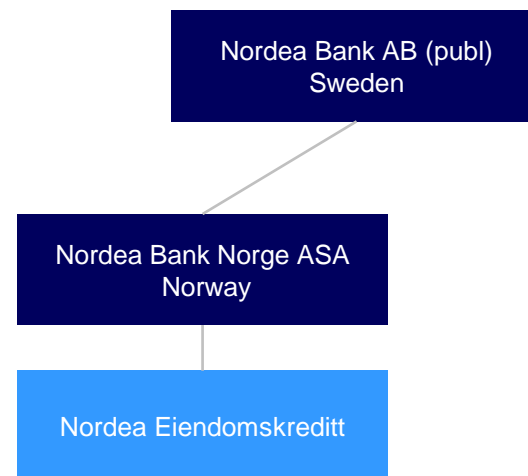 Nordea Bank AB (publ)
Sweden
Nordea Bank Norge ASA
Norway
Nordea Eiendomskreditt